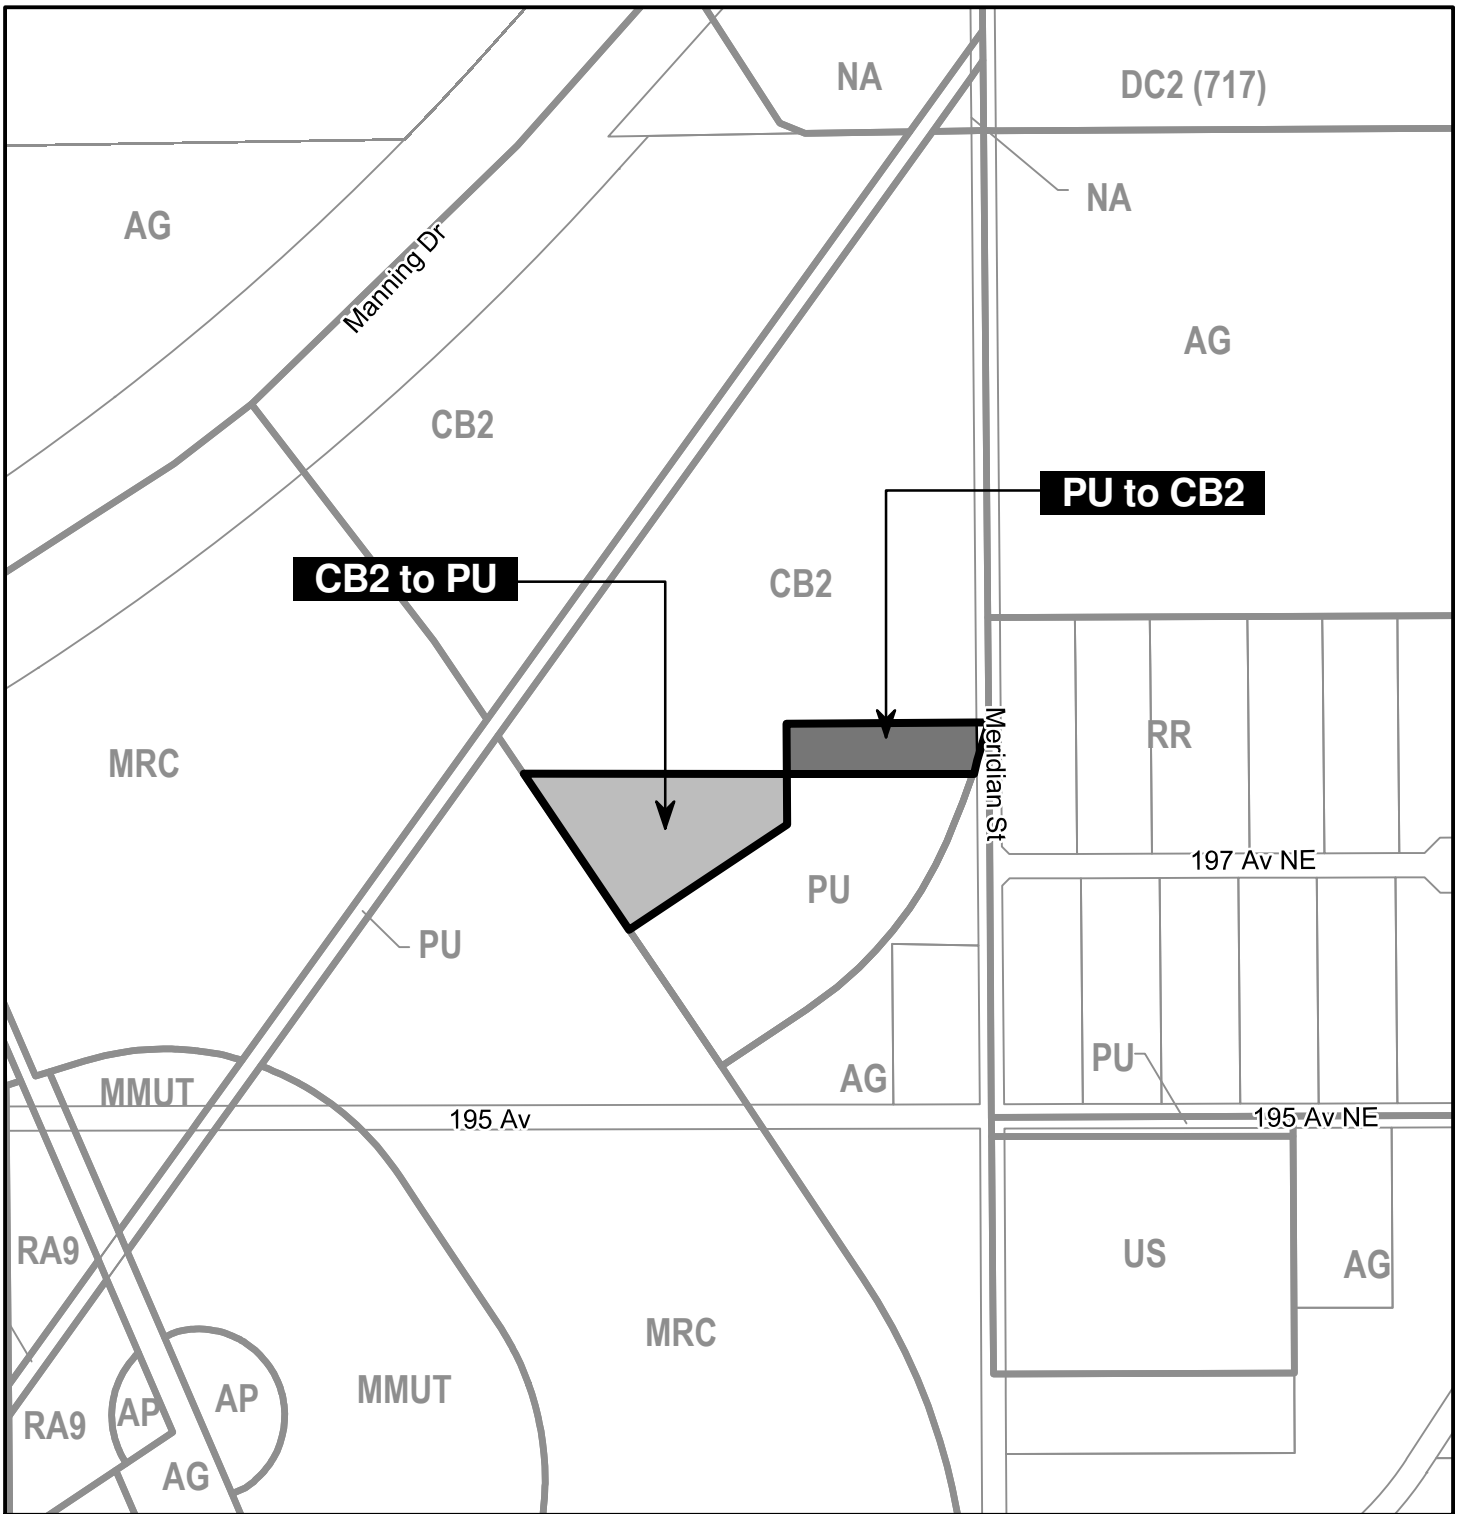 NA
DC2 (717)
NA
AG
Manning Dr
AG
CB2
PU to CB2
CB2 to PU
CB2
Meridian St
RR
MRC
197 Av NE
PU
PU
PU
AG
MMUT
195 Av
195 Av NE
RA9
US
AG
MRC
MMUT
AP
AP
RA9
AG